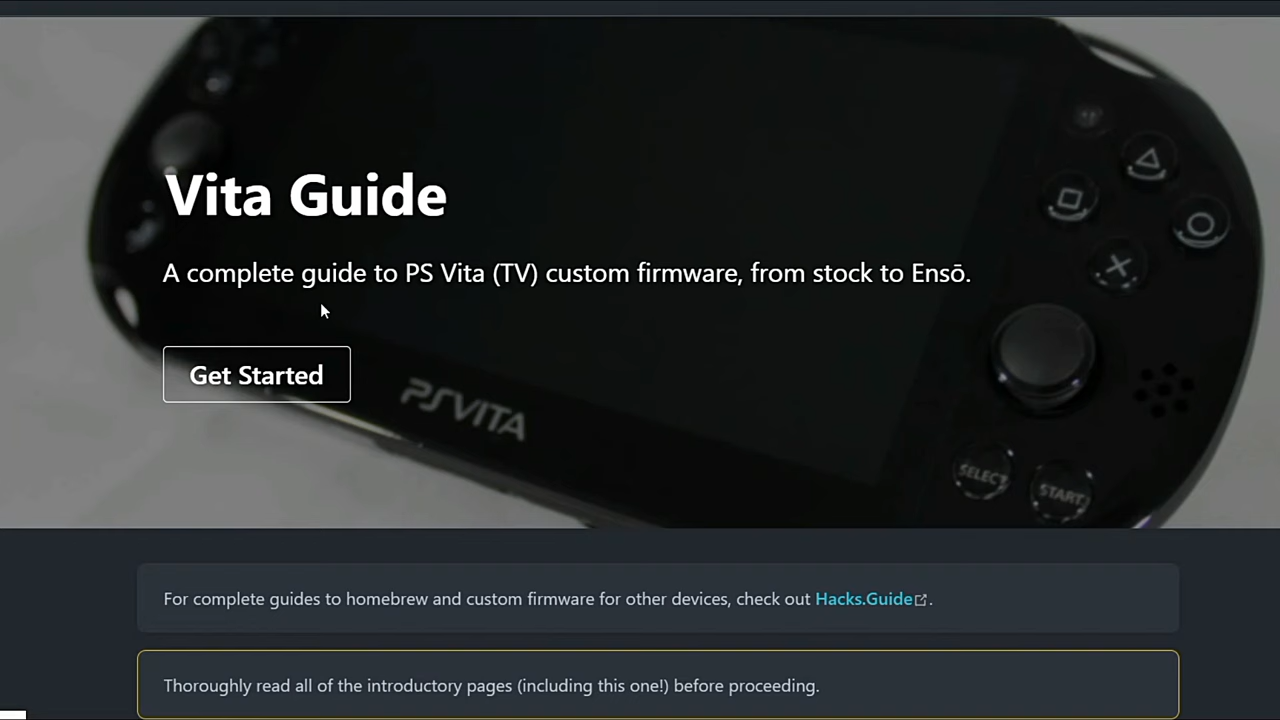 Vita Guide
A complete guide to PS Vita (TV) custom firmware, from stock to Ensō.
Get Started
PSVITA
SELECT
START
For complete guides to homebrew and custom firmware for other devices, check out Hacks.Guide.
Thoroughly read all of the introductory pages (including this one!) before proceeding.